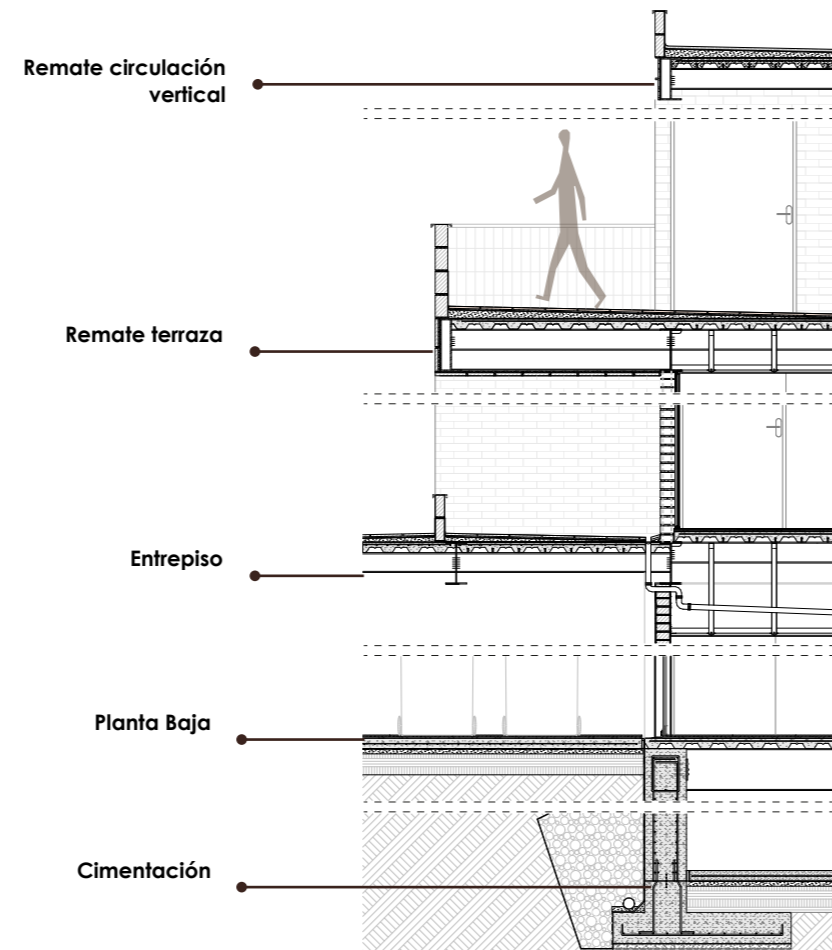 Remate circulación
vertical
Remate terraza
Entrepiso
Planta Baja
Cimentación